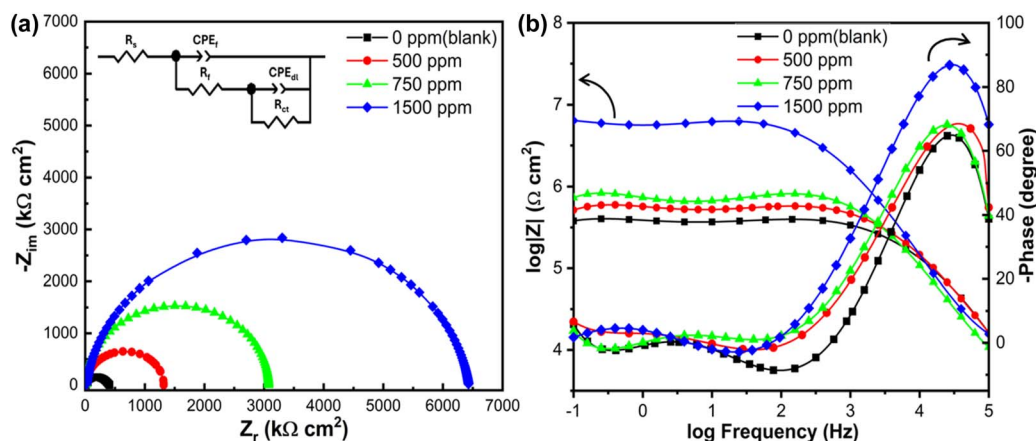 (a)
R_s
CPE_f
R_f
CPE_dl
R_ct
0 ppm(blank)
500 ppm
750 ppm
1500 ppm
7000
6000
5000
4000
3000
2000
1000
0
-Z_im (kΩ cm²)
0 1000 2000 3000 4000 5000 6000 7000
Z_r (kΩ cm²)
(b)
0 ppm(blank)
500 ppm
750 ppm
1500 ppm
8
7
6
5
4
log|Z| (Ω cm²)
100
80
60
40
20
0
-Phase (degree)
-1 0 1 2 3 4 5
log Frequency (Hz)